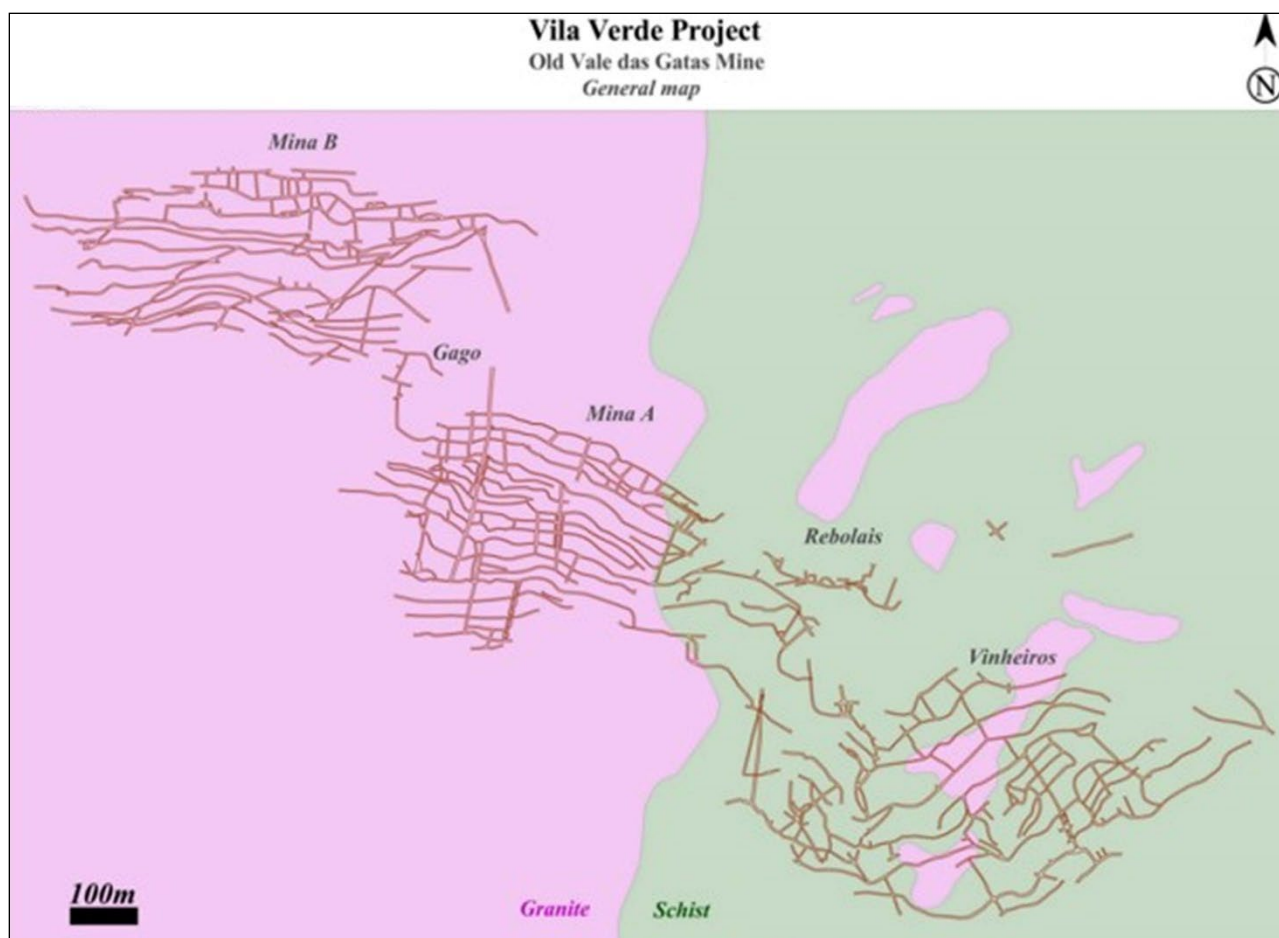 Vila Verde Project
Old Vale das Gatas Mine
General map
N
Mina B
Gago
Mina A
Rebolais
Vinheiros
100m
Granite
Schist